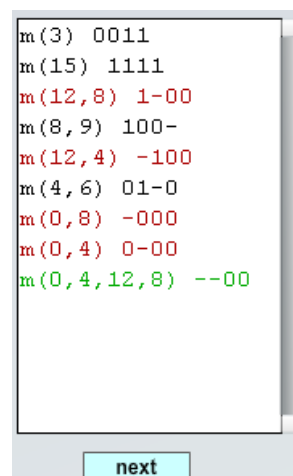 m(3) 0011
m(15) 1111
m(12,8) 1-00
m(8,9) 100-
m(12,4) -100
m(4,6) 01-0
m(0,8) -000
m(0,4) 0-00
m(0,4,12,8) --00
next